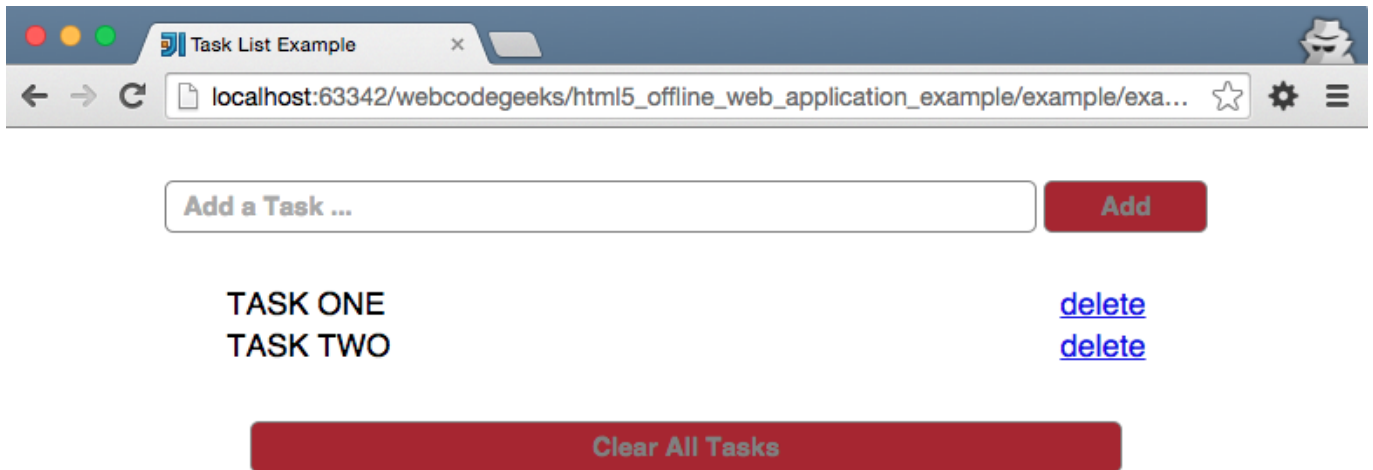 Task List Example
localhost:63342/webcodegeeks/html5_offline_web_application_example/example/exa...
Add a Task ... Add
TASK ONE delete
TASK TWO delete
Clear All Tasks